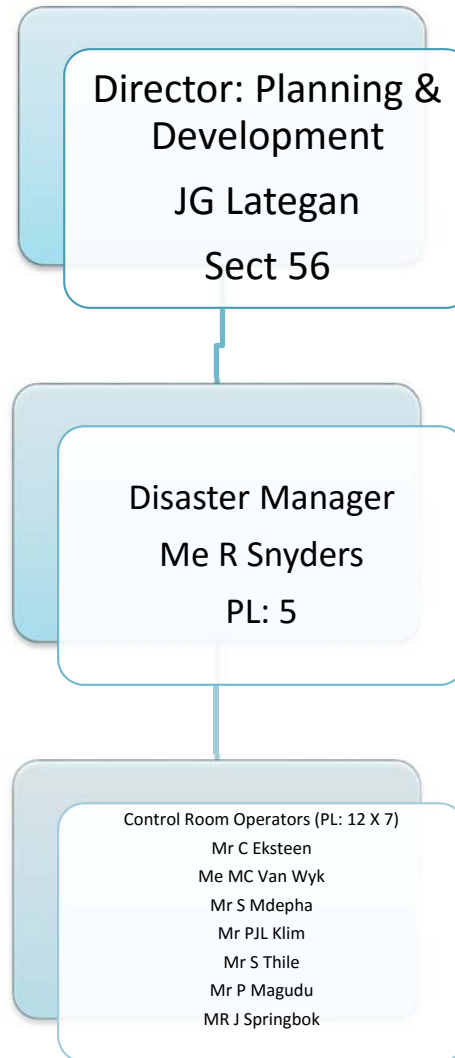 Director: Planning &
Development
JG Lategan
Sect 56
Disaster Manager
Me R Snyders
PL: 5
Control Room Operators (PL: 12 X 7)
Mr C Eksteen
Me MC Van Wyk
Mr S Mdepha
Mr PJL Klim
Mr S Thile
Mr P Magudu
MR J Springbok